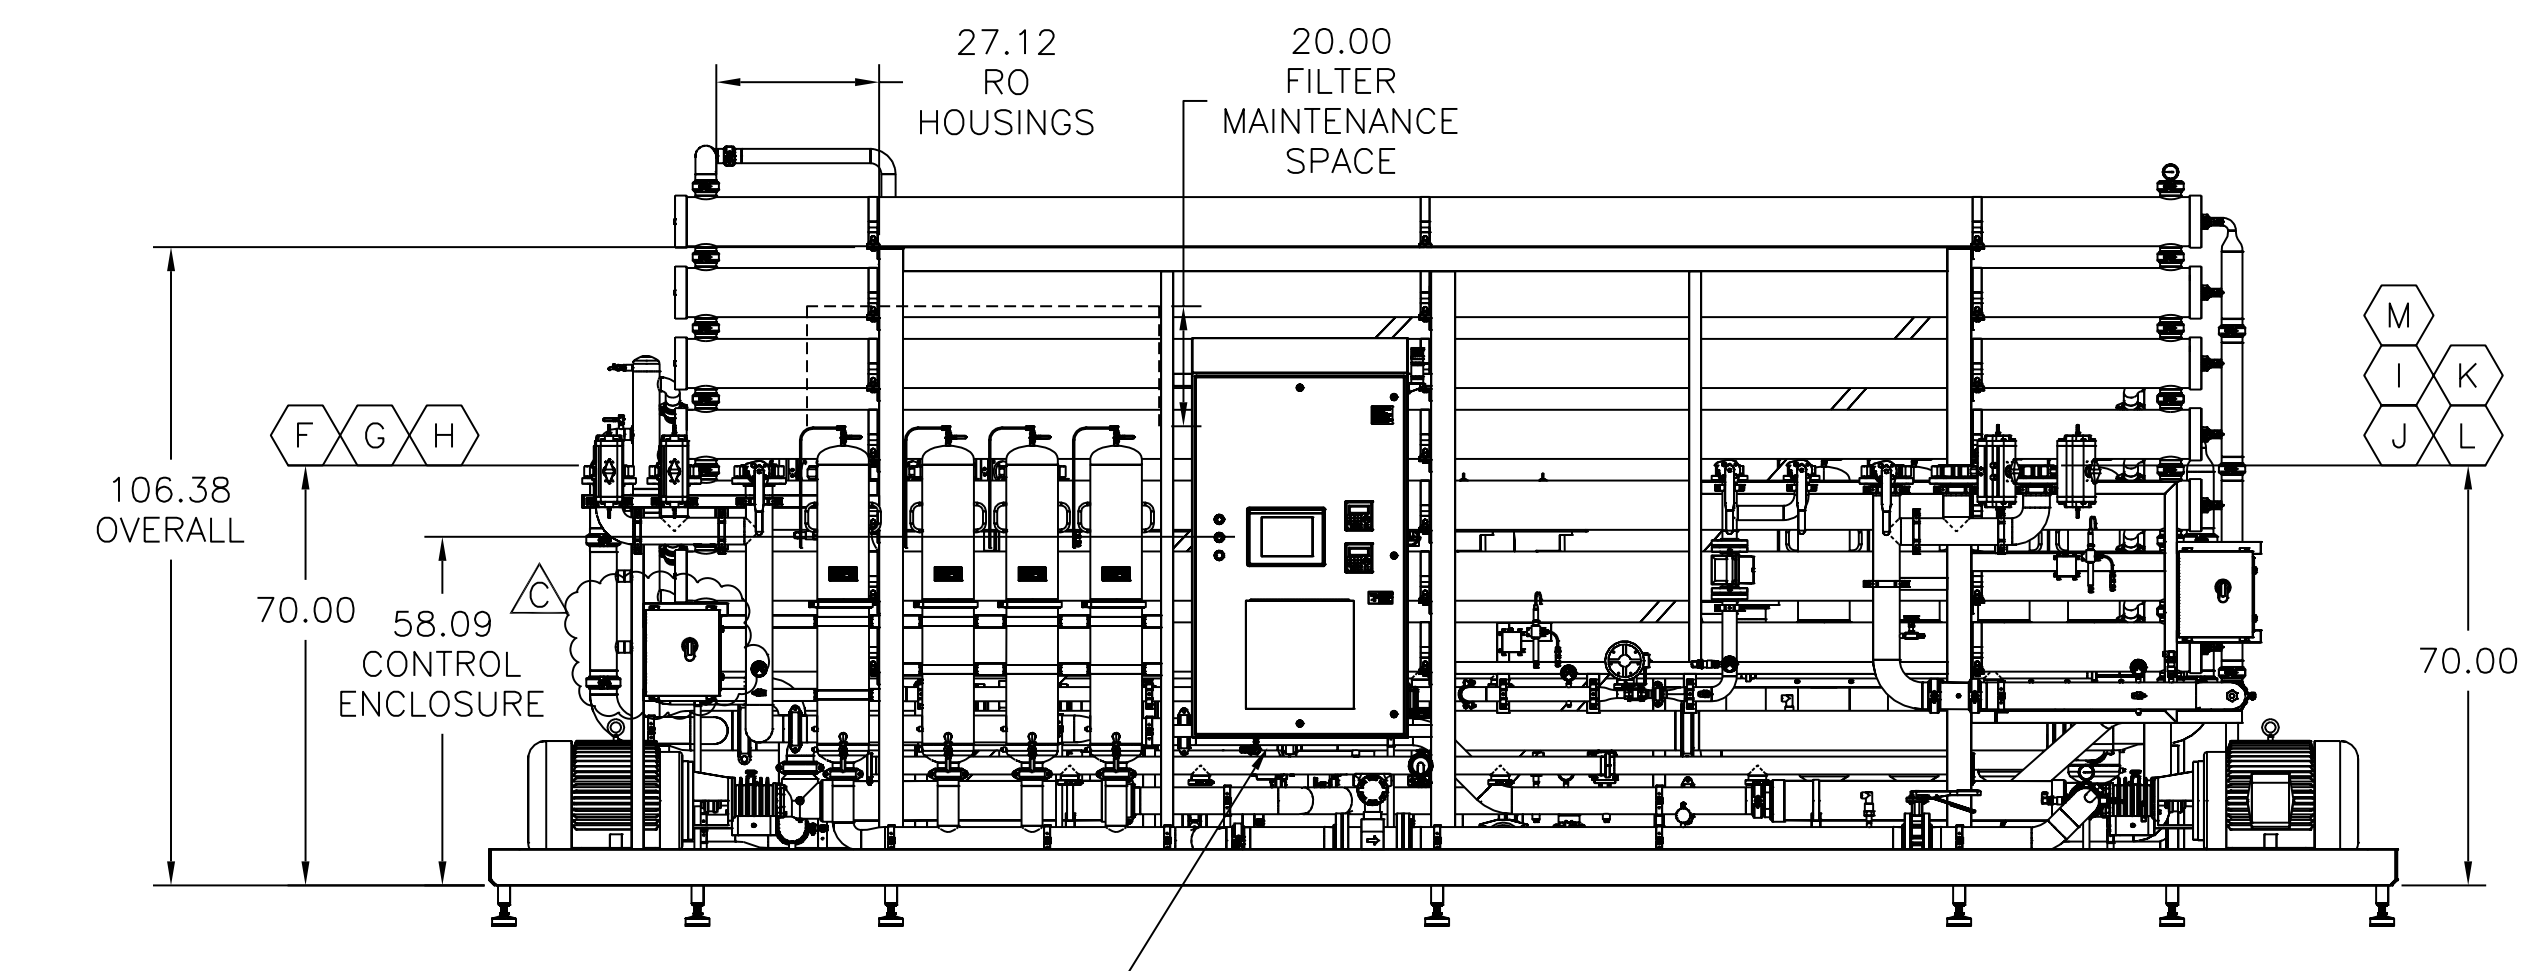 27.12
RO
HOUSINGS
20.00
FILTER
MAINTENANCE
SPACE
M
I K
J L
F G H
106.38
OVERALL
70.00
C
58.09
CONTROL
ENCLOSURE
70.00